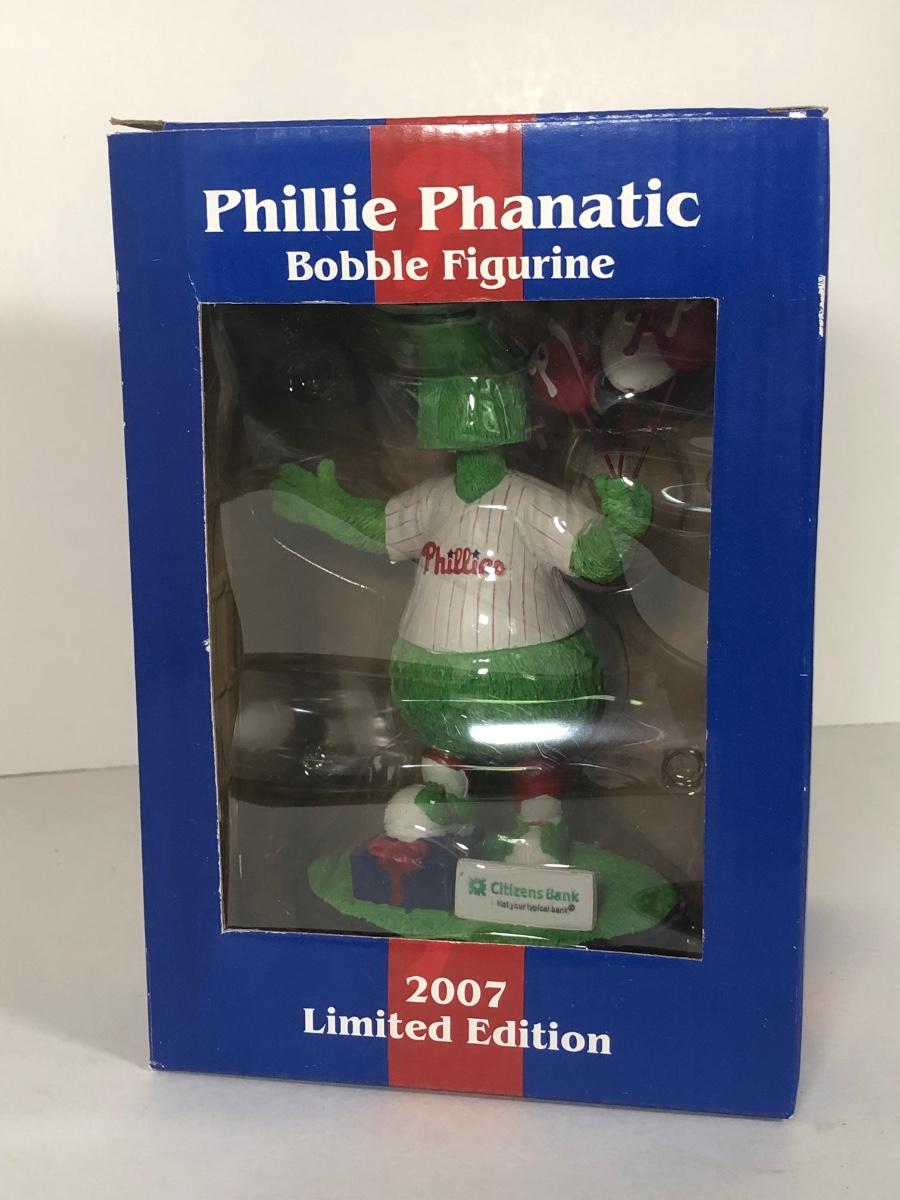 Phillie Phanatic
Bobble Figurine
P
P
Phillies
Citizens Bank
Not your typical bank®
2007
Limited Edition